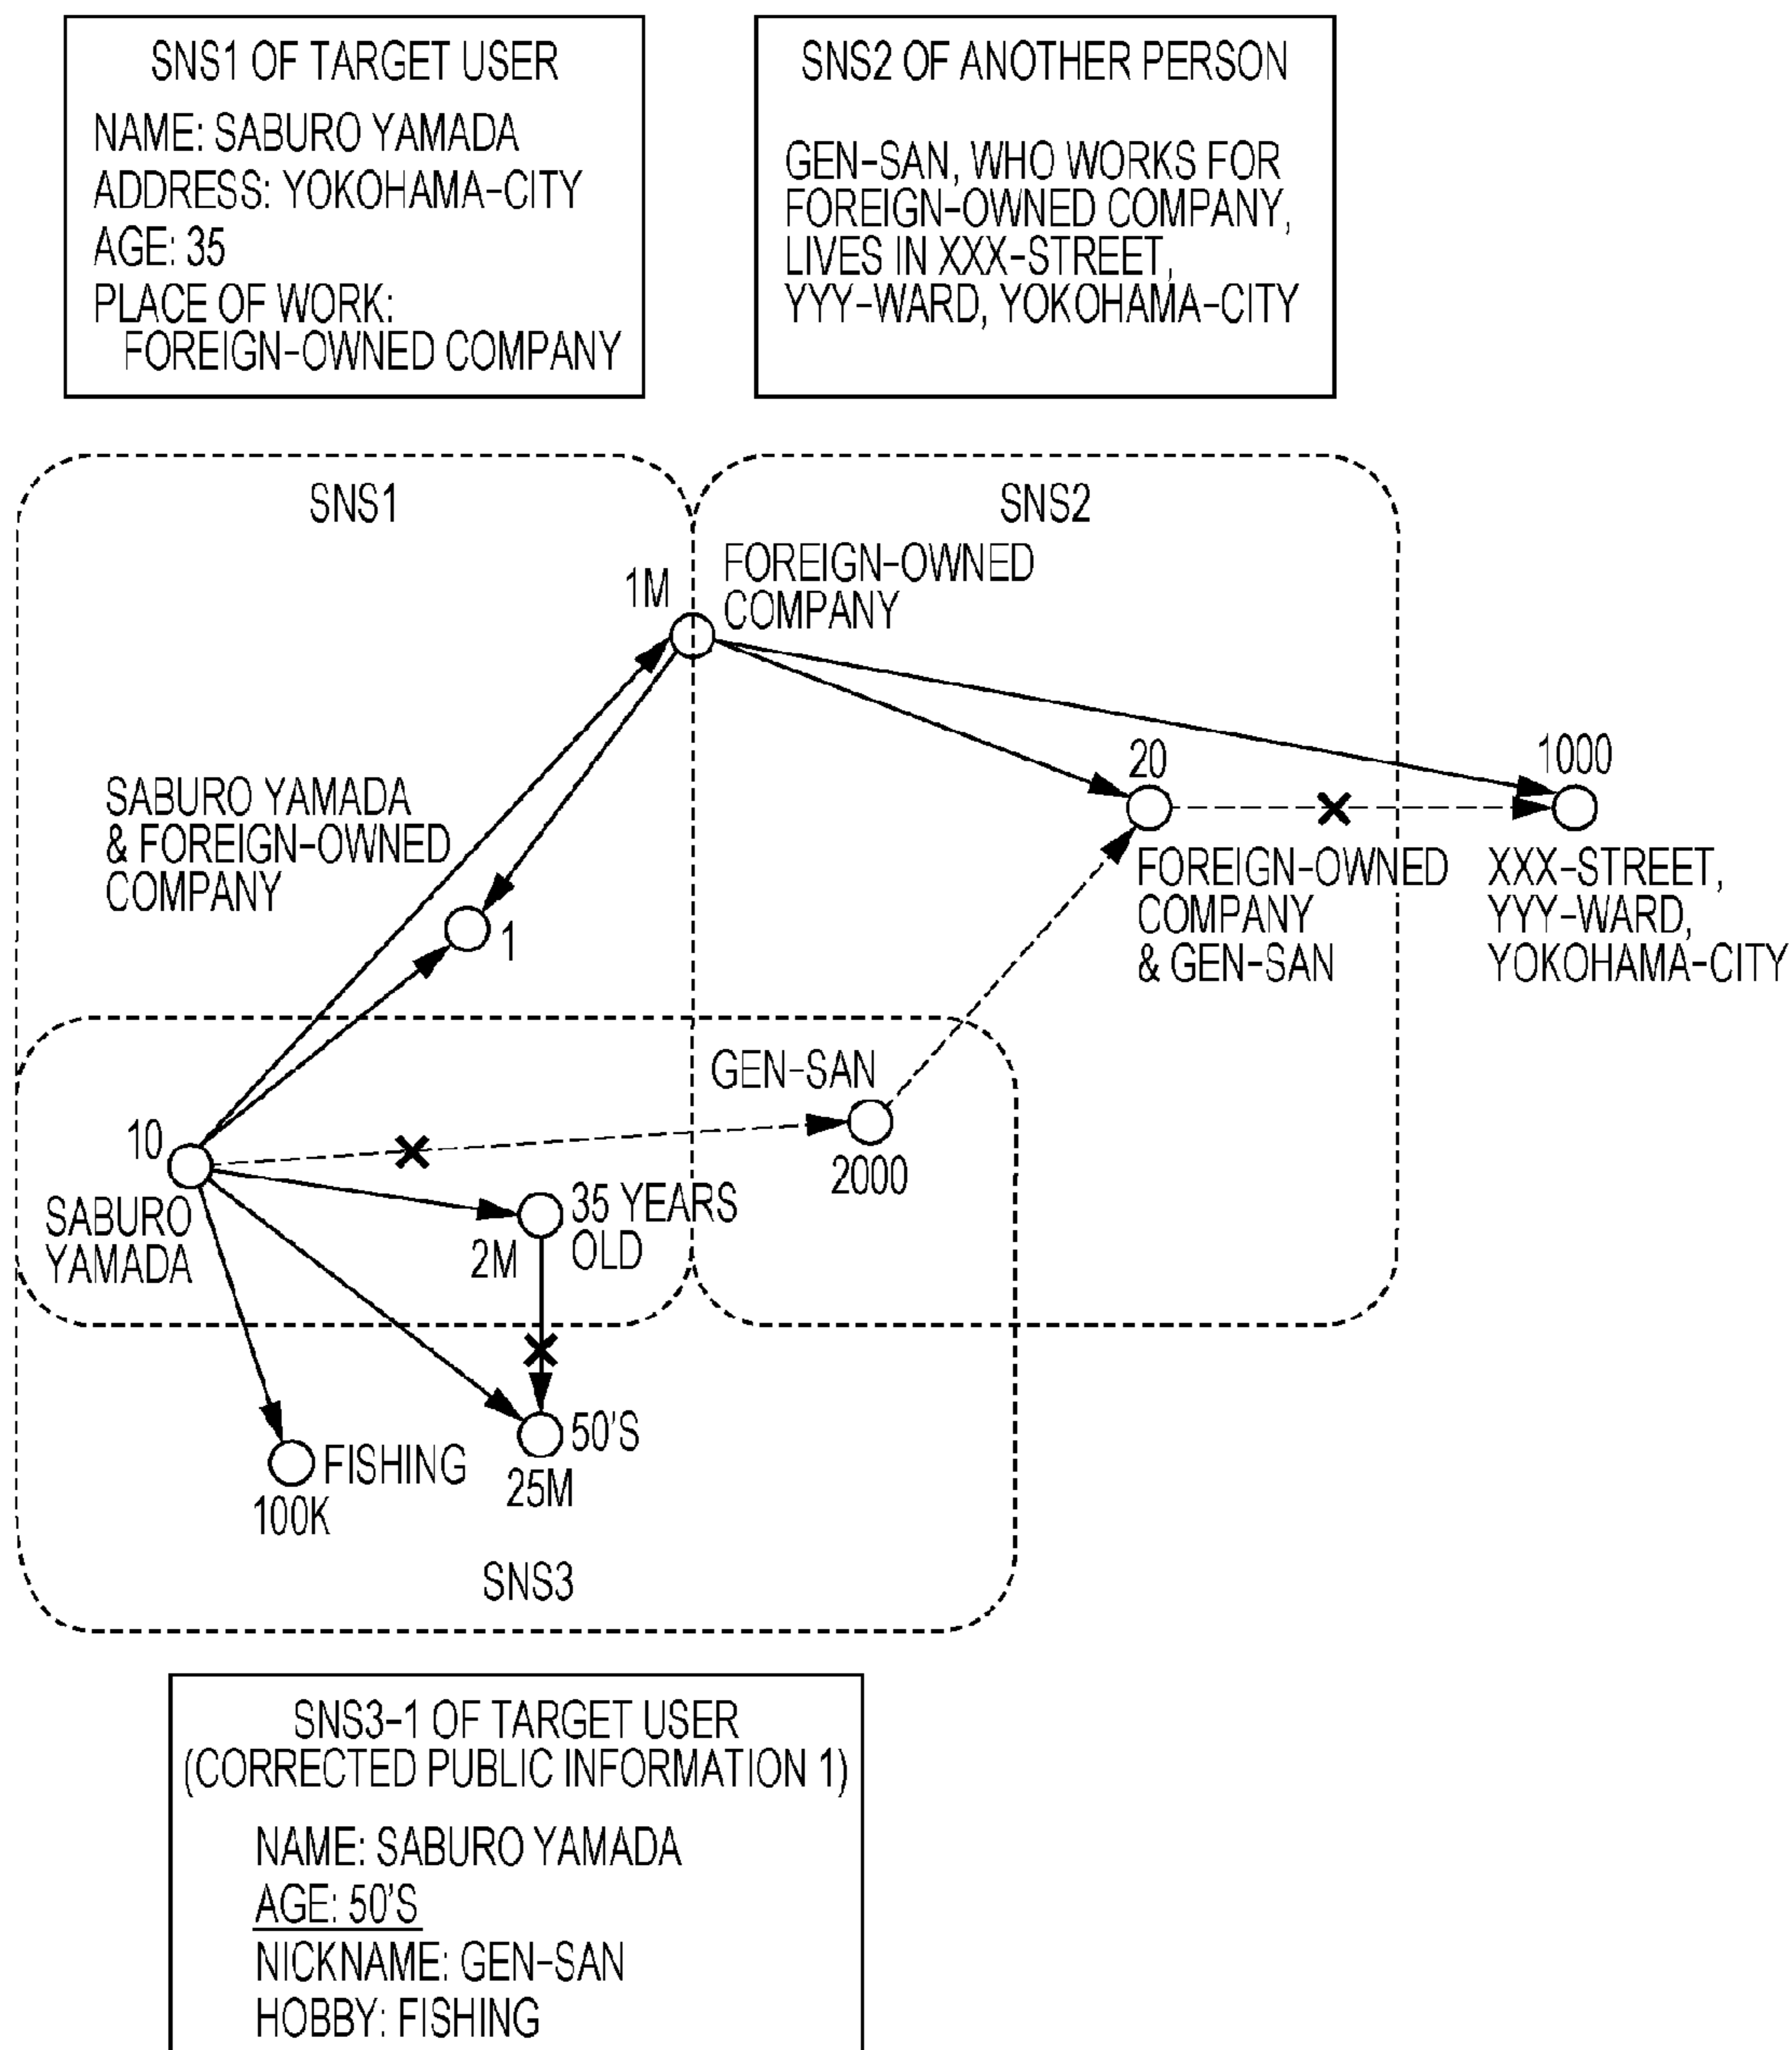 SNS1 OF TARGET USER
NAME: SABURO YAMADA
ADDRESS: YOKOHAMA-CITY
AGE: 35
PLACE OF WORK:
FOREIGN-OWNED COMPANY
SNS2 OF ANOTHER PERSON
GEN-SAN, WHO WORKS FOR
FOREIGN-OWNED COMPANY,
LIVES IN XXX-STREET,
YYY-WARD, YOKOHAMA-CITY
SNS1
SNS2
1M
FOREIGN-OWNED
COMPANY
SABURO YAMADA
& FOREIGN-OWNED
COMPANY
1
20
FOREIGN-OWNED
COMPANY
& GEN-SAN
1000
XXX-STREET,
YYY-WARD,
YOKOHAMA-CITY
GEN-SAN
2000
10
SABURO
YAMADA
35 YEARS
OLD
2M
50'S
25M
FISHING
100K
SNS3
SNS3-1 OF TARGET USER
(CORRECTED PUBLIC INFORMATION 1)
NAME: SABURO YAMADA
AGE: 50'S
NICKNAME: GEN-SAN
HOBBY: FISHING